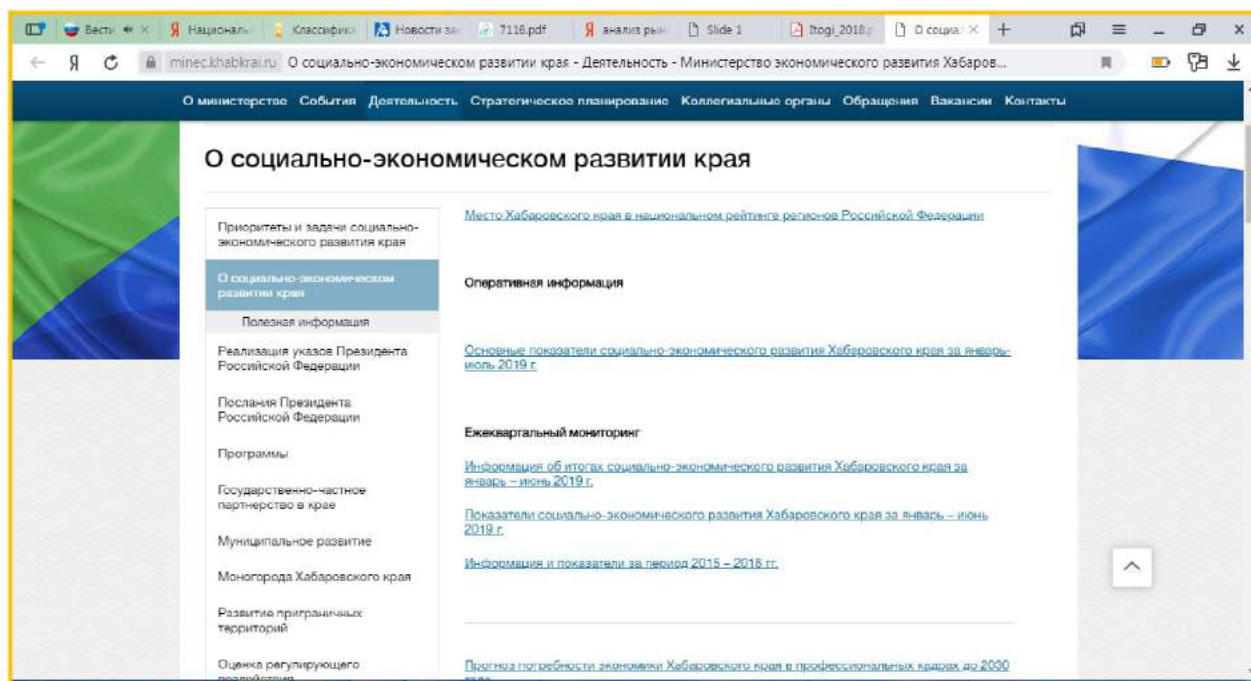 Вести
Националь
Классифика
Новости за
7116.pdf
анализ рын
Slide 1
Itogi_2018.p
О социа
minec.khabkrai.ru О социально-экономическом развитии края - Деятельность - Министерство экономического развития Хабаров...
О министерстве События Деятельность Стратегическое планирование Коллегиальные органы Обращения Вакансии Контакты
О социально-экономическом развитии края
Приоритеты и задачи социально-
экономического развития края
О социально-экономическом
развитии края
Полезная информация
Реализация указов Президента
Российской Федерации
Послания Президента
Российской Федерации
Программы
Государственно-частное
партнерство в крае
Муниципальное развитие
Моногорода Хабаровского края
Развитие приграничных
территорий
Оценка регулирующего
воздействия
Место Хабаровского края в национальном рейтинге регионов Российской Федерации
Оперативная информация
Основные показатели социально-экономического развития Хабаровского края за январь-
июль 2019 г.
Ежеквартальный мониторинг
Информация об итогах социально-экономического развития Хабаровского края за
январь – июнь 2019 г.
Показатели социально-экономического развития Хабаровского края за январь – июнь
2019 г.
Информация и показатели за период 2015 – 2018 гг.
Прогноз потребности экономики Хабаровского края в профессиональных кадрах до 2030
года